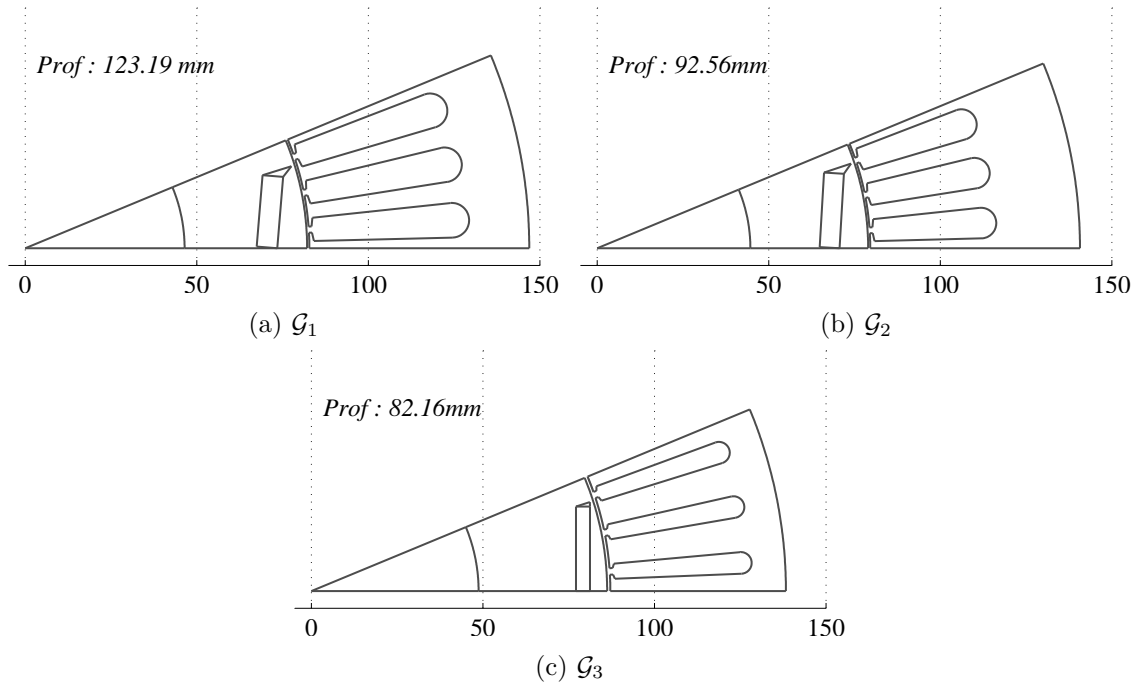 Prof : 123.19 mm
0 50 100 150
(a) 𝒢₁
Prof : 92.56mm
0 50 100 150
(b) 𝒢₂
Prof : 82.16mm
0 50 100 150
(c) 𝒢₃